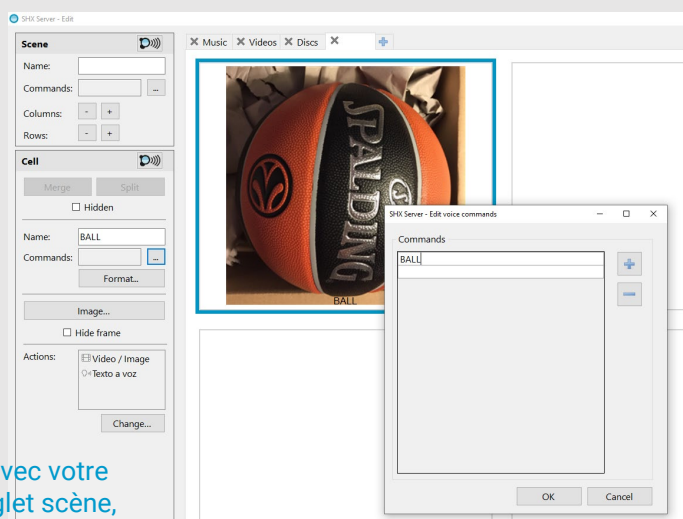 SHX Server - Edit
Scene
Name:
Commands:
...
Columns:
- +
Rows:
- +
Cell
Merge
Split
Hidden
Name:
BALL
Commands:
...
Format...
Image...
Hide frame
Actions:
Video / Image
Texto a voz
Change...
Music
Videos
Discs
SPALDING
BALL
SHX Server - Edit voice commands
Commands
BALL
OK
Cancel
vec votre
glet scène,